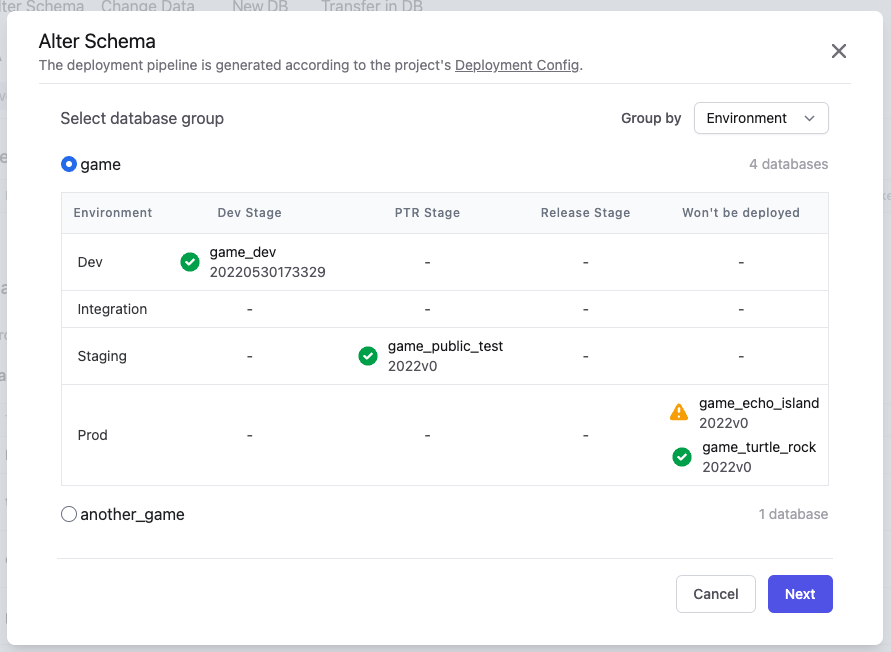 lter Schema Change Data New DB Transfer in DB
Alter Schema
The deployment pipeline is generated according to the project's Deployment Config.
Select database group
Group by
Environment
game
4 databases
Environment Dev Stage PTR Stage Release Stage Won't be deployed
Dev
game_dev
20220530173329
-
-
-
Integration - - - -
Staging
-
game_public_test
2022v0
-
-
Prod
-
-
-
game_echo_island
2022v0
game_turtle_rock
2022v0
another_game
1 database
Cancel
Next